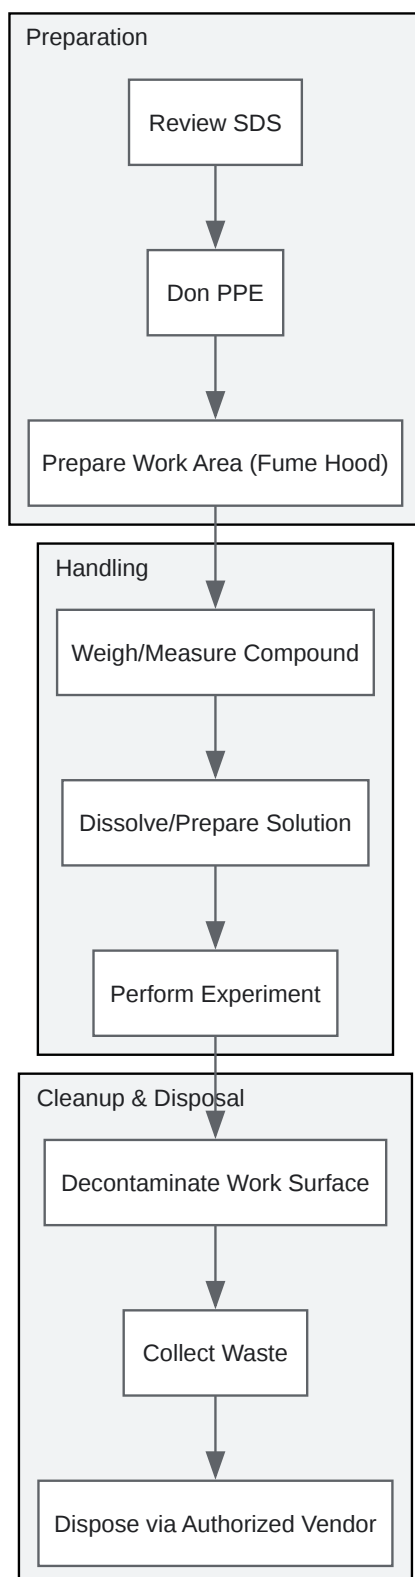 Preparation
Review SDS
Don PPE
Prepare Work Area (Fume Hood)
Handling
Weigh/Measure Compound
Dissolve/Prepare Solution
Perform Experiment
Cleanup & Disposal
Decontaminate Work Surface
Collect Waste
Dispose via Authorized Vendor